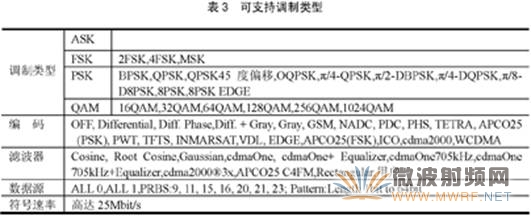 表 3 可支持调制类型
ASK
FSK 2FSK,4FSK,MSK
调制类型 PSK BPSK,QPSK,QPSK45 度偏移,OQPSK,π/4-QPSK,π/2-DBPSK,π/4-DQPSK,π/8-
D8PSK,8PSK,8PSK EDGE
QAM 16QAM,32QAM,64QAM,128QAM,256QAM,1024QAM
编 码 OFF, Differential, Diff. Phase,Diff. + Gray, Gray, GSM, NADC, PDC, PHS, TETRA, APCO25
(PSK), PWT, TFTS, INMARSAT,VDL, EDGE,APCO25(FSK),ICO,cdma2000,WCDMA
滤波器 Cosine, Root Cosine,Gaussian,cdmaOne, cdmaOne+ Equalizer,cdmaOne705kHz,cdmaOne
705kHz+Equalizer,cdma2000®3x,APCO25 C4FM,
数据源 ALL 0,ALL 1,PRBS:9, 11, 15, 16, 20, 21, 23; Pattern:
符号速率 高达 25Mbit/s
微波射频网